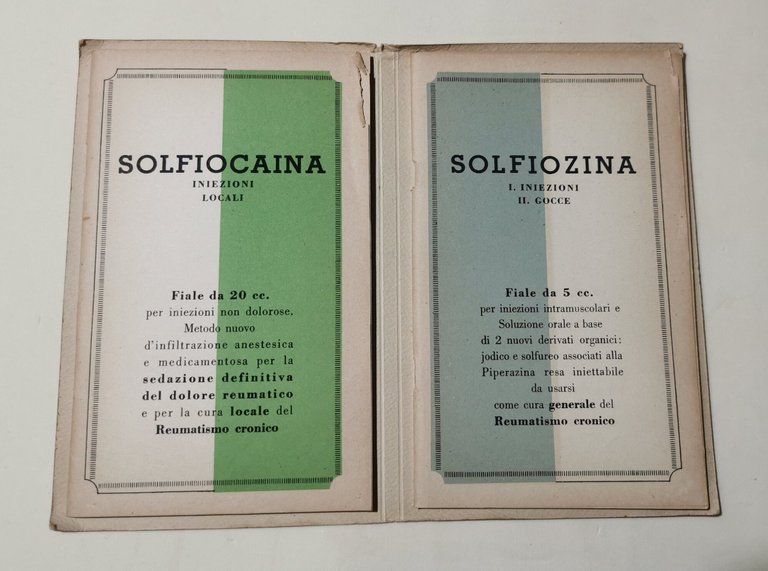 SOLFIOCAINA
INIEZIONI
LOCALI
Fiale da 20 cc.
per iniezioni non dolorose.
Metodo nuovo
d'infiltrazione anestesica
e medicamentosa per la
sedazione definitiva
del dolore reumatico
e per la cura locale del
Reumatismo cronico
SOLFIOZINA
I. INIEZIONI
II. GOCCE
Fiale da 5 cc.
per iniezioni intramuscolari e
Soluzione orale a base
di 2 nuovi derivati organici:
jodico e solfureo associati alla
Piperazina resa iniettabile
da usarsi
come cura generale del
Reumatismo cronico